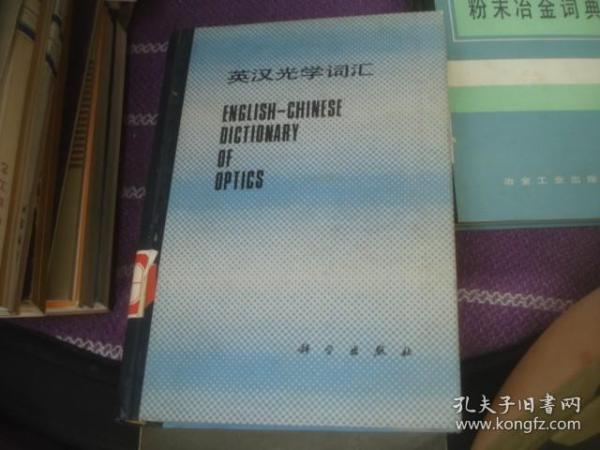 英汉光学词汇
ENGLISH-CHINESE
DICTIONARY
OF
OPTICS
科学出版社
粉末冶金词典
冶金工业出版
孔夫子旧书网
www.kongfz.com